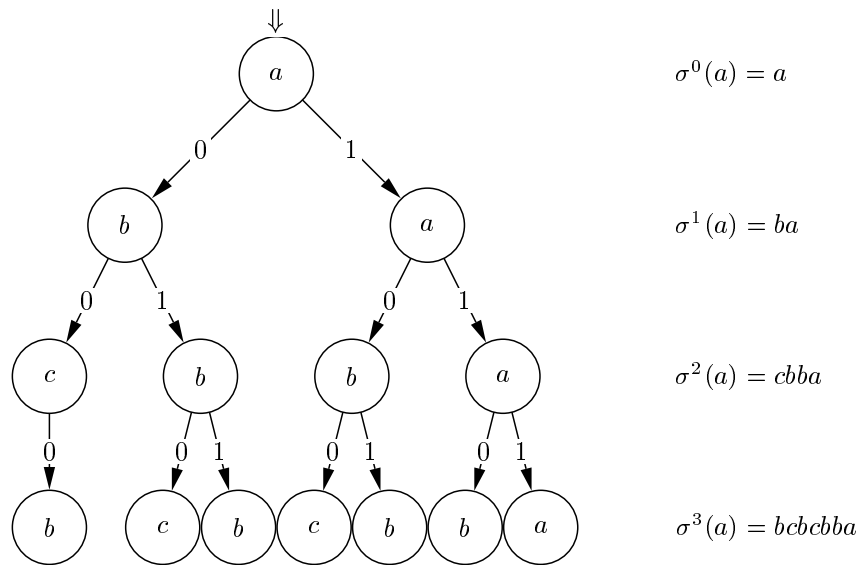 ⇓
a σ⁰(a) = a
0 1
b a σ¹(a) = ba
0 1 0 1
c b b a σ²(a) = cbba
0 0 1 0 1 0 1
b c b c b b a σ³(a) = bcbcbba